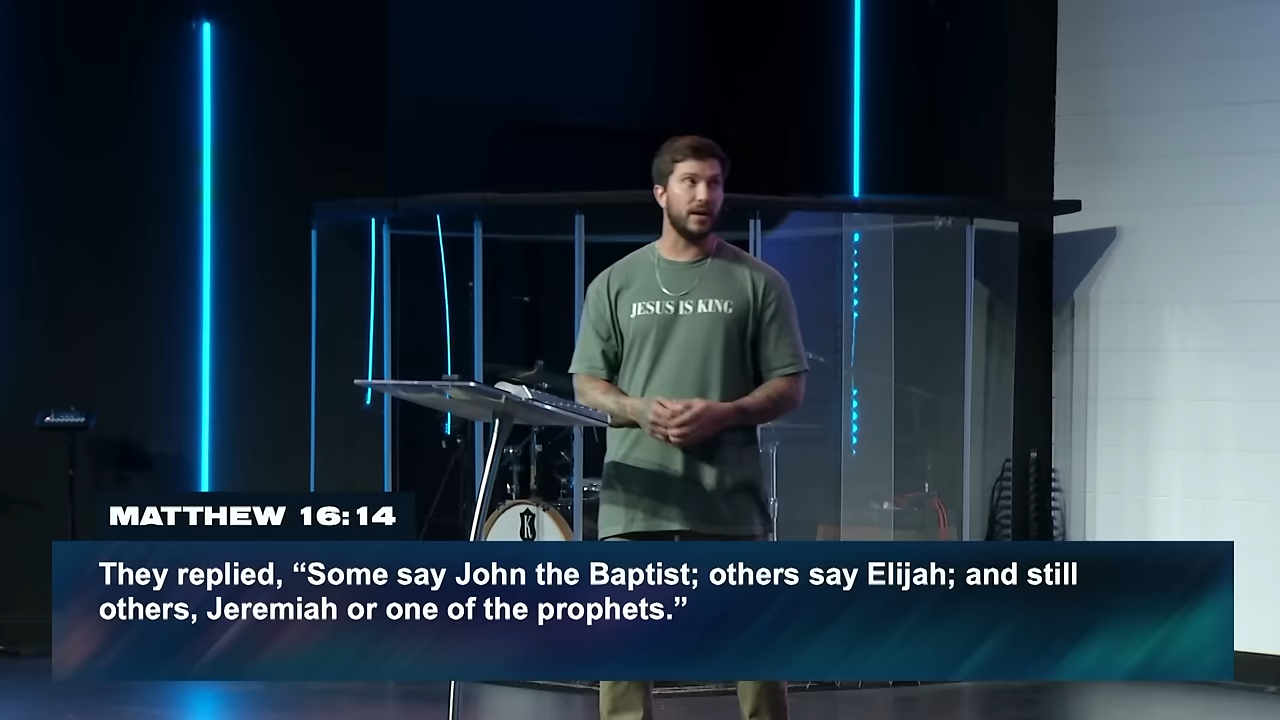 JESUS IS KING
K
MATTHEW 16:14
They replied, “Some say John the Baptist; others say Elijah; and still
others, Jeremiah or one of the prophets.”